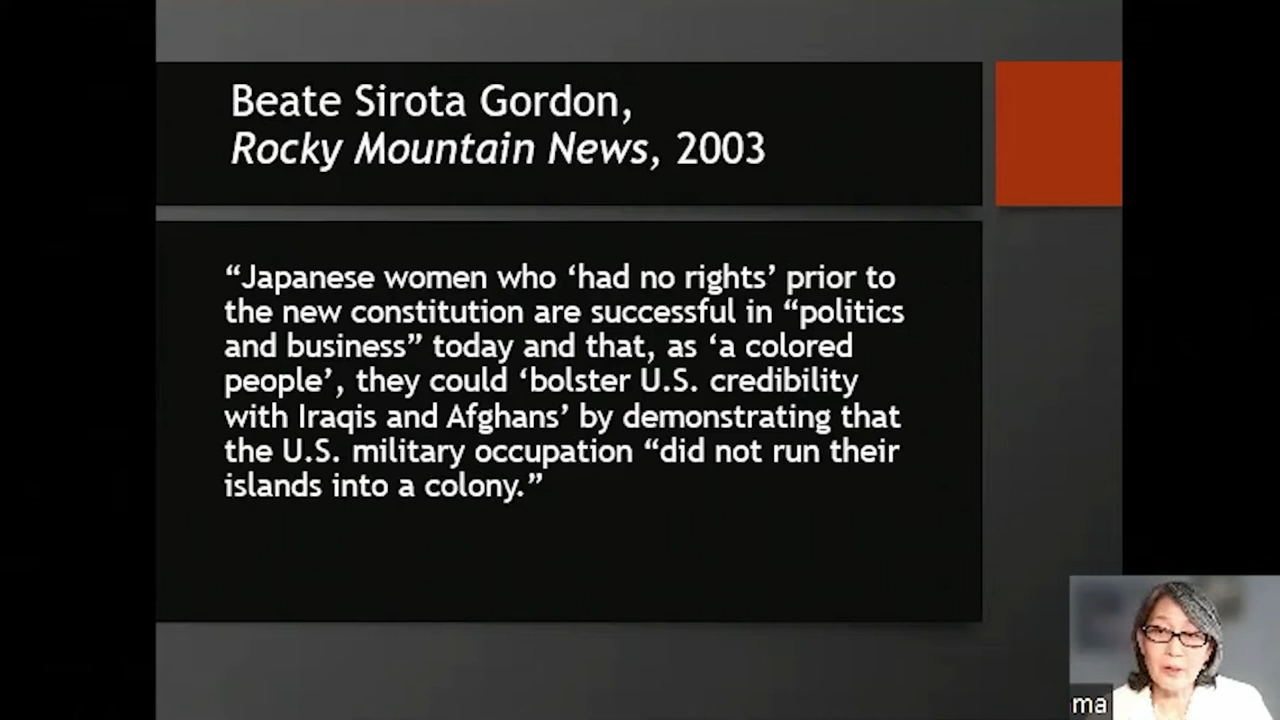 Beate Sirota Gordon,
Rocky Mountain News, 2003
“Japanese women who ‘had no rights’ prior to
the new constitution are successful in “politics
and business” today and that, as ‘a colored
people’, they could ‘bolster U.S. credibility
with Iraqis and Afghans’ by demonstrating that
the U.S. military occupation “did not run their
islands into a colony.”
ma